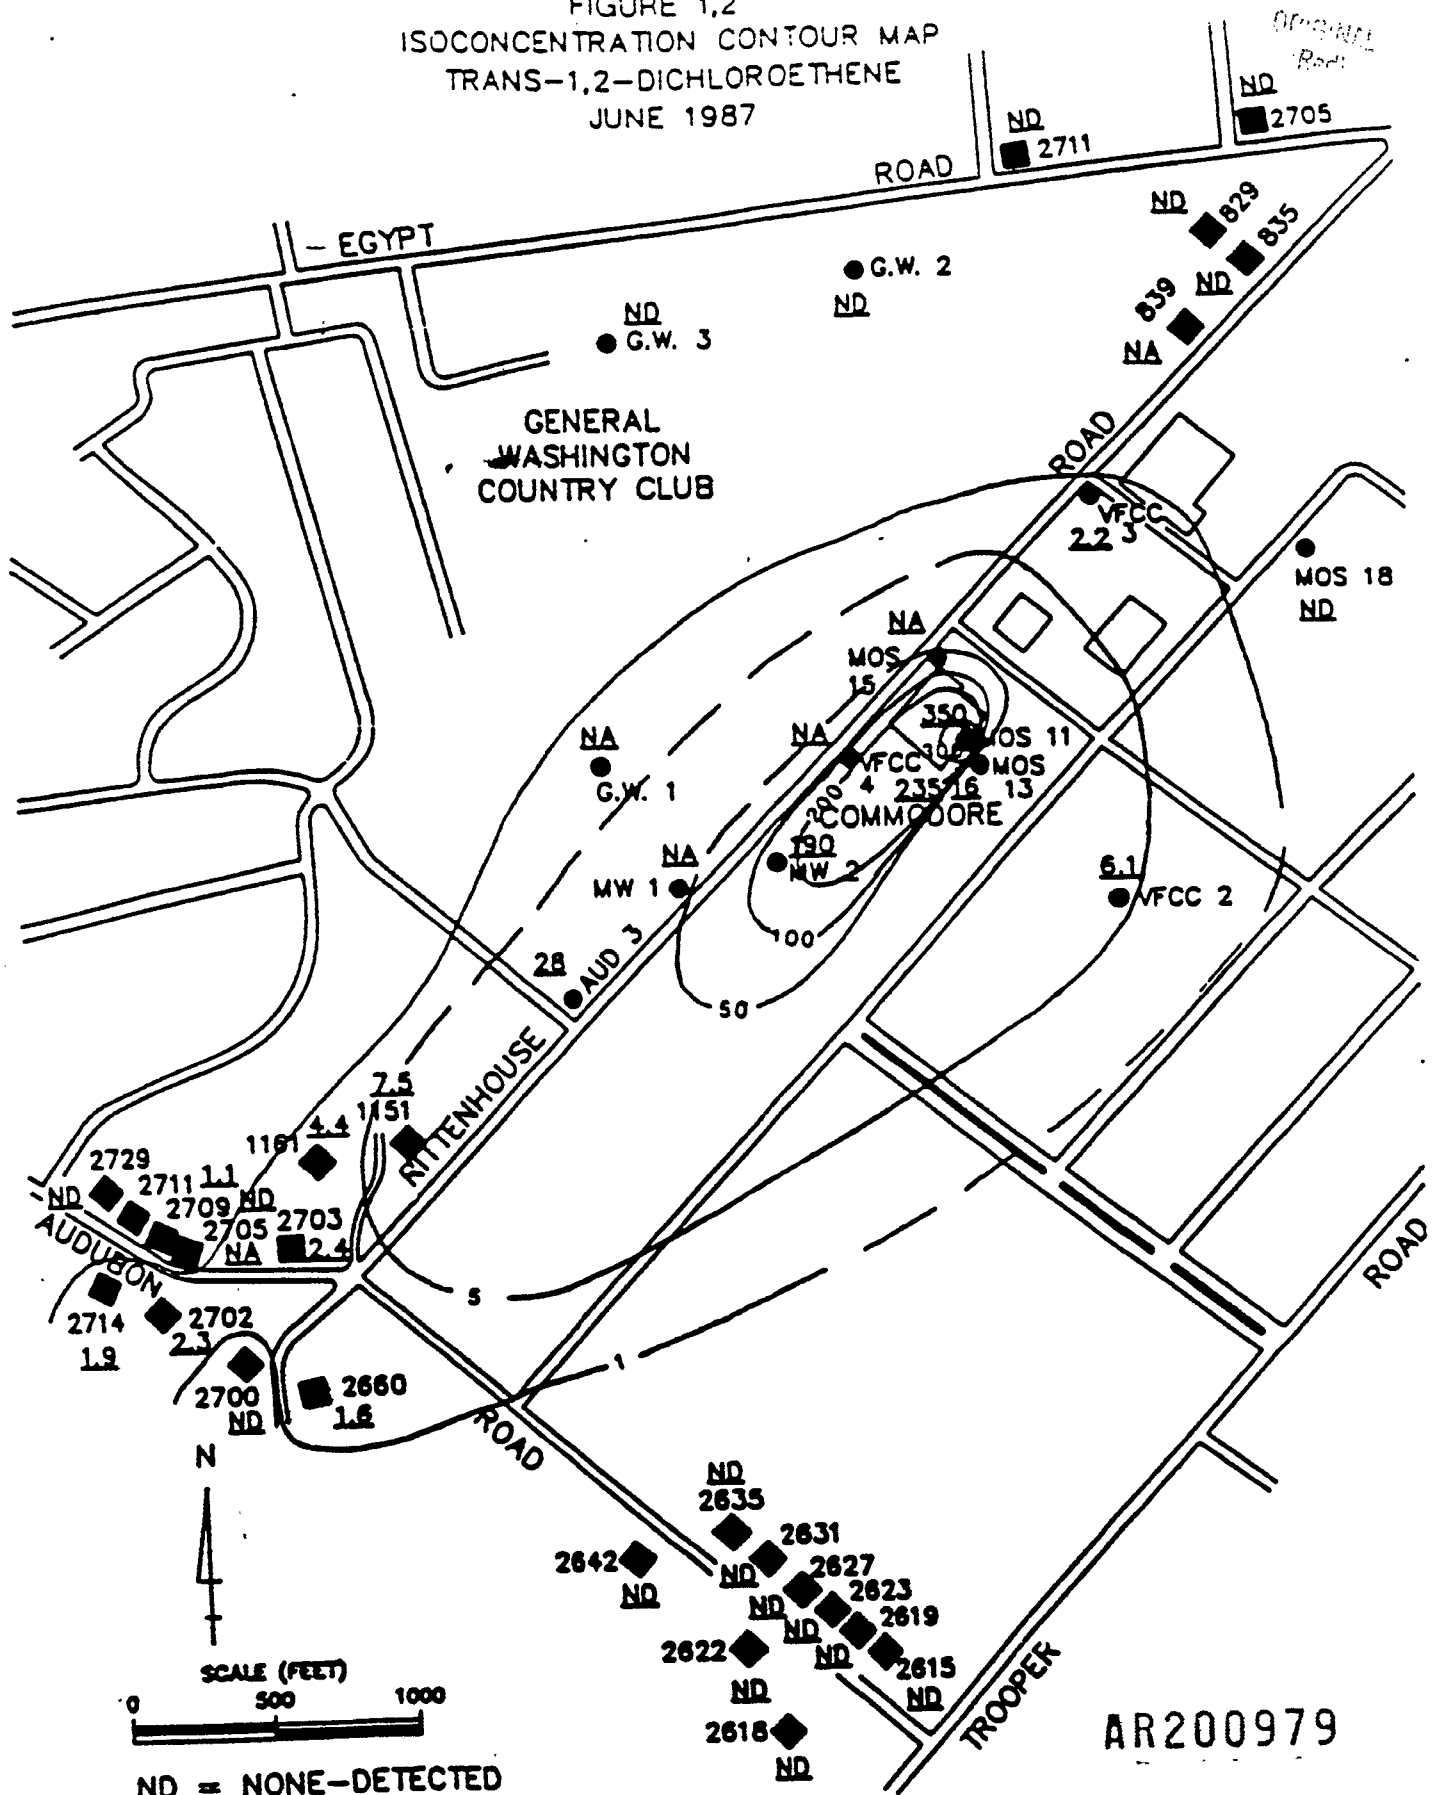 FIGURE 1,2
ISOCONCENTRATION CONTOUR MAP
TRANS-1,2-DICHLOROETHENE
JUNE 1987
ORIGINAL
ND
2705
ND
2711
ROAD
ND
829
835
ND
EGYPT
G.W. 2
ND
839
NA
ND
G.W. 3
GENERAL
WASHINGTON
COUNTRY CLUB
ROAD
VFCC
3
2.2
MOS 18
ND
NA
MOS
15
350
NA
MOS 11
300
VFCC
4
MOS
13
235
16
200
COMMODORE
NA
G.W. 1
190
MW 2
NA
MW 1
6.1
VFCC 2
100
28
AUD 3
50
RITTENHOUSE
7.5
1151
4.4
1161
2729
ND
2711
1.1
2709
ND
2705
NA
2703
2.4
AUDUBON
ROAD
5
2714
1.9
2702
2.3
1
2700
ND
2660
1.6
ROAD
N
ND
2635
2631
2642
ND
ND
2627
ND
2623
ND
2619
ND
2622
ND
2615
ND
2618
ND
TROOPER
SCALE (FEET)
0 500 1000
AR200979
ND = NONE-DETECTED